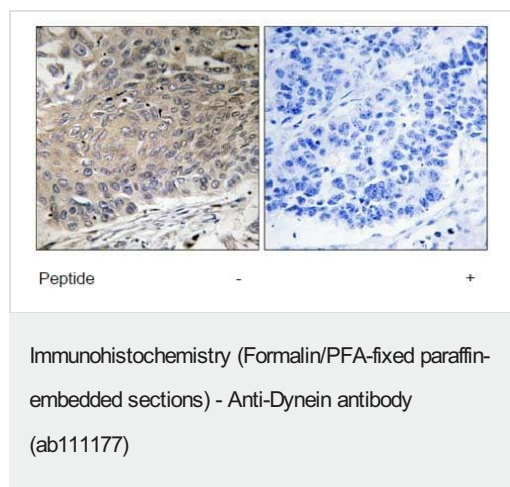 Peptide - +
Immunohistochemistry (Formalin/PFA-fixed paraffin-
embedded sections) - Anti-Dynein antibody
(ab111177)